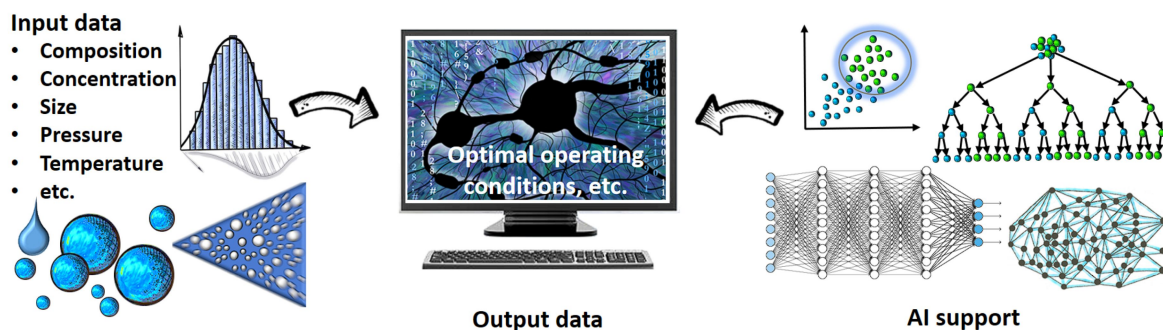 Input data
• Composition
• Concentration
• Size
• Pressure
• Temperature
• etc.
Optimal operating
conditions, etc.
Output data
AI support